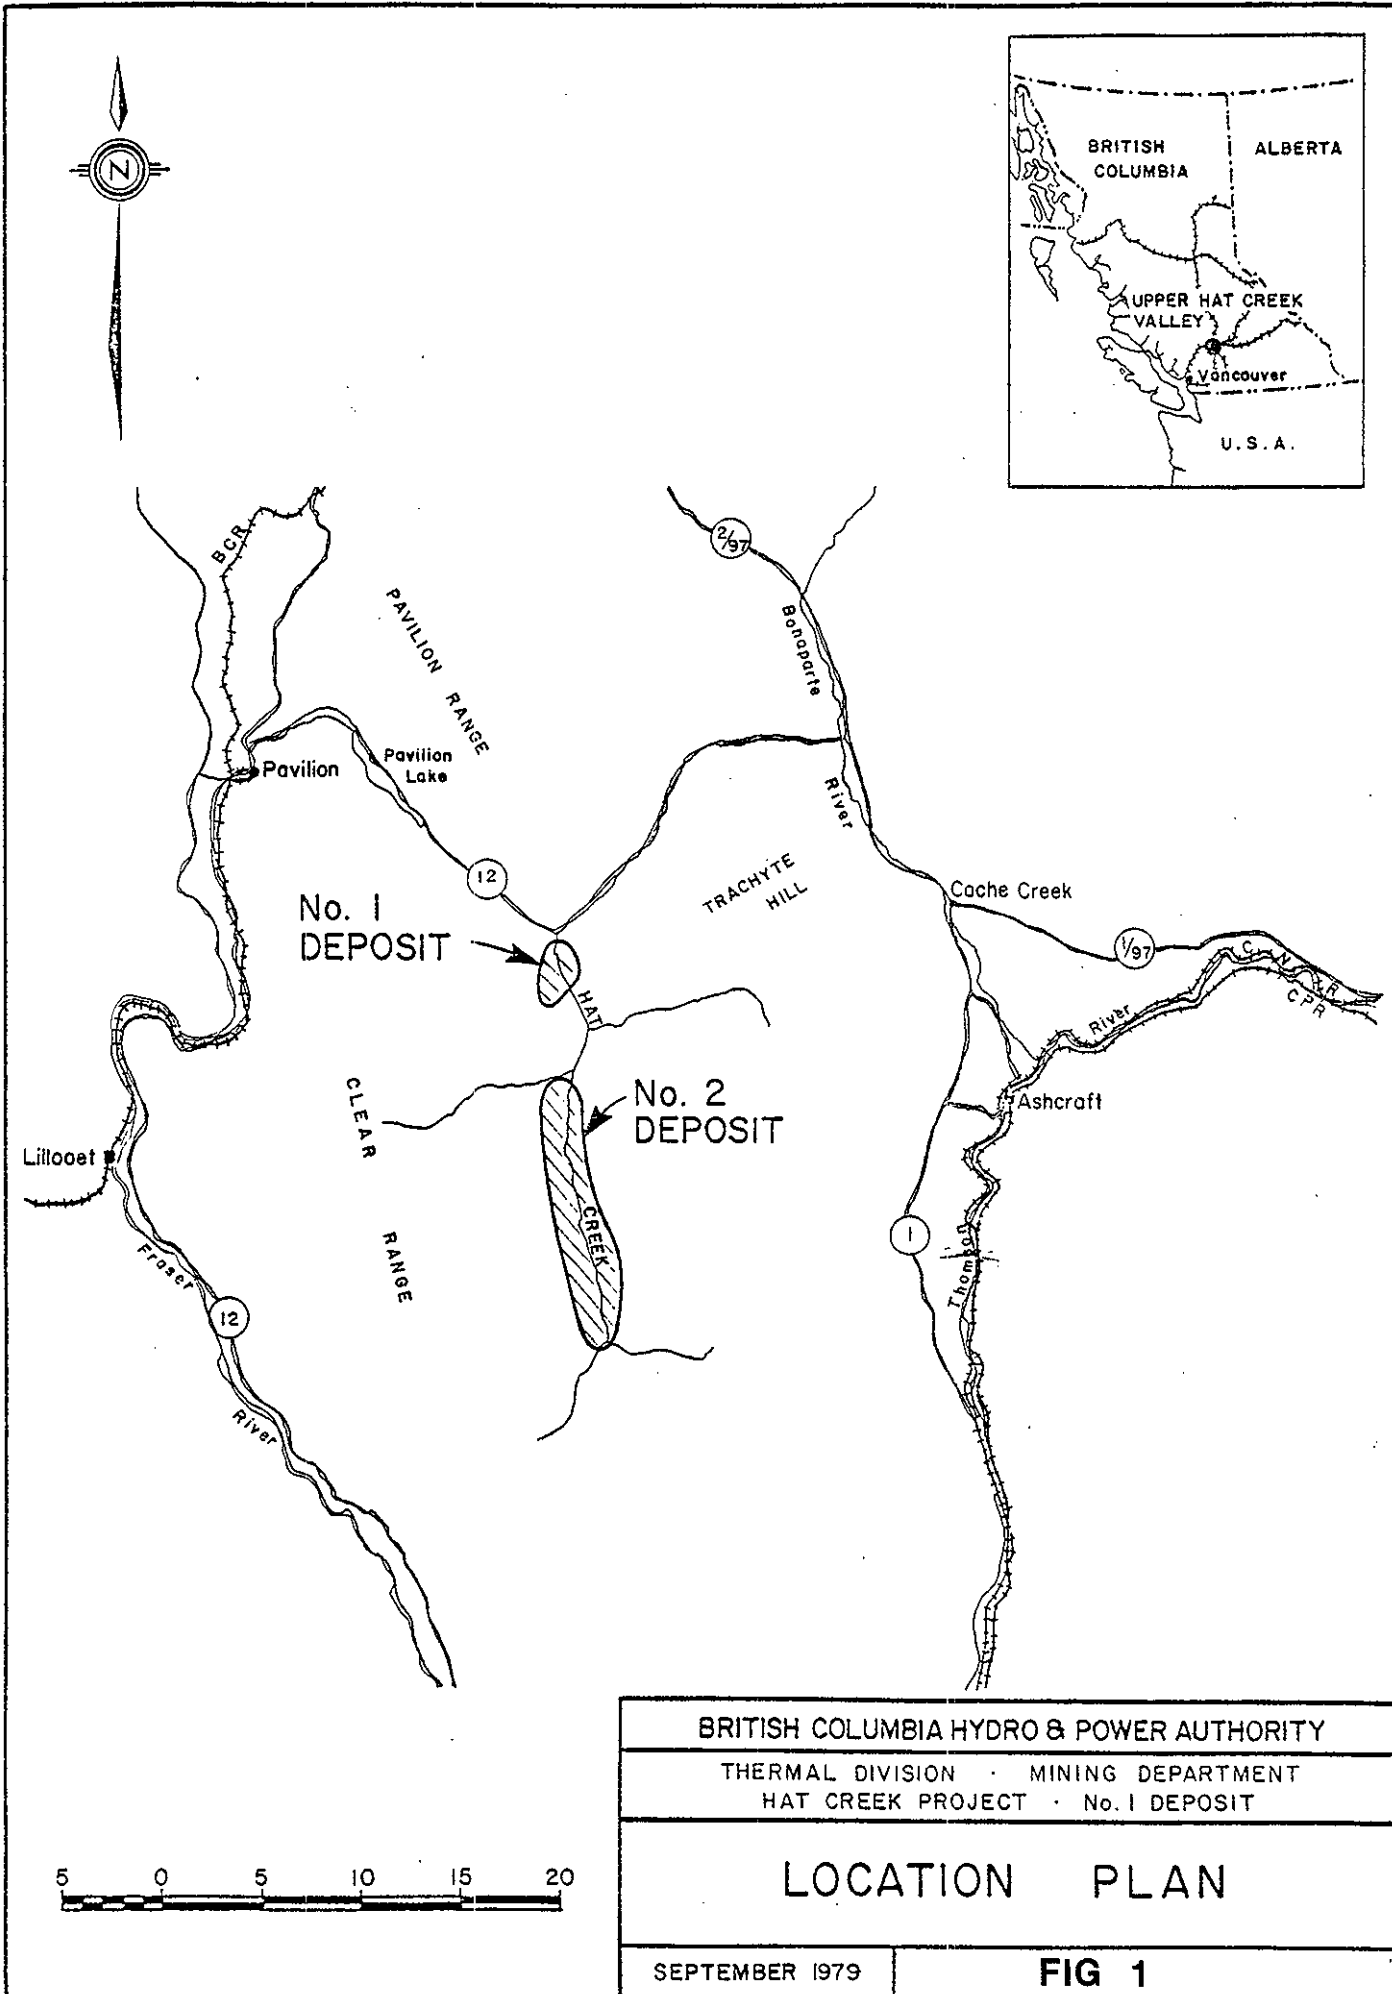 N
BRITISH
COLUMBIA
ALBERTA
UPPER HAT CREEK
VALLEY
Vancouver
U.S.A.
BCR
2/97
PAVILION RANGE
Bonaparte
River
Pavilion
Pavilion
Lake
12
TRACHYTE
HILL
Cache Creek
No. 1
DEPOSIT
1/97
C.N.R
CPR
HAT
River
CLEAR
RANGE
No. 2
DEPOSIT
Ashcraft
Lillooet
CREEK
1
Fraser
Thompson
12
River
BRITISH COLUMBIA HYDRO & POWER AUTHORITY
THERMAL DIVISION · MINING DEPARTMENT
HAT CREEK PROJECT · No. 1 DEPOSIT
5 0 5 10 15 20
LOCATION PLAN
SEPTEMBER 1979
FIG 1